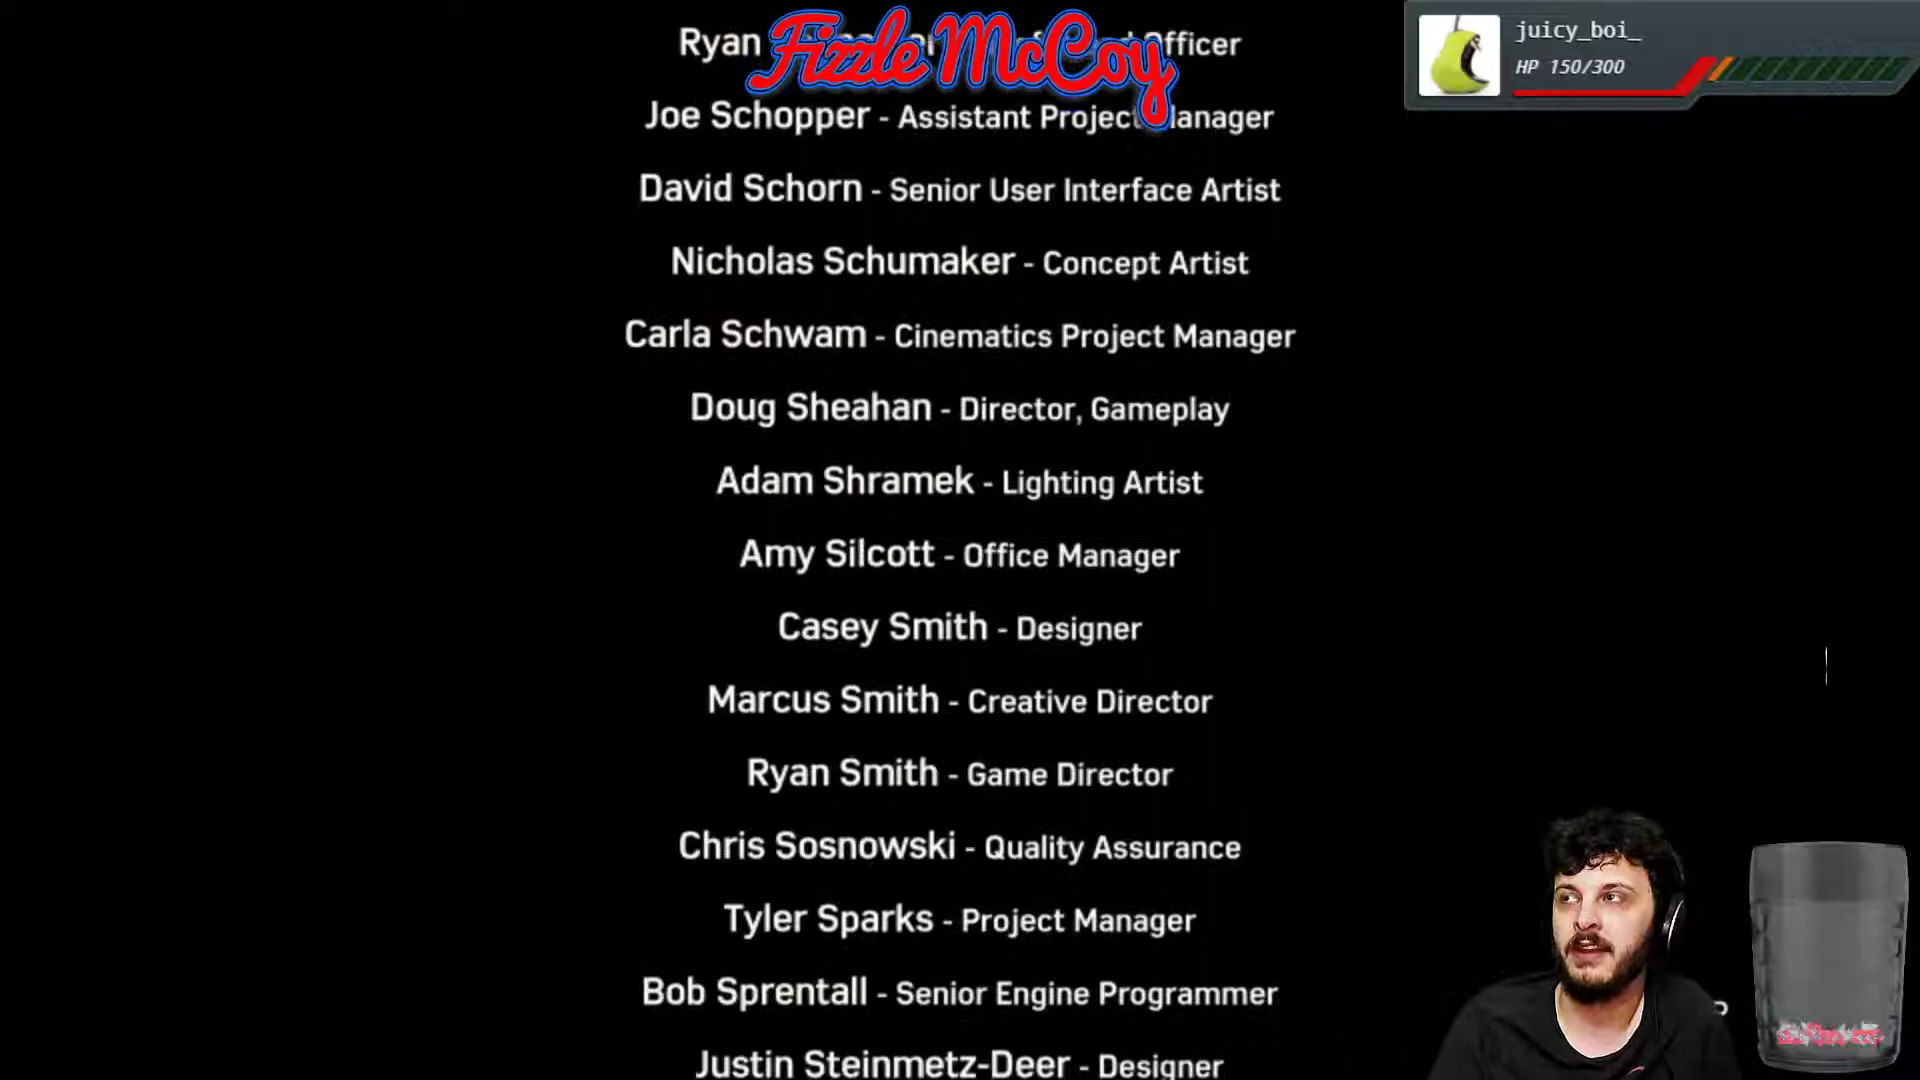 Fizzle McCoy
Ryan Officer
juicy_boi_
HP 150/300
Joe Schopper - Assistant Project Manager
David Schorn - Senior User Interface Artist
Nicholas Schumaker - Concept Artist
Carla Schwam - Cinematics Project Manager
Doug Sheahan - Director, Gameplay
Adam Shramek - Lighting Artist
Amy Silcott - Office Manager
Casey Smith - Designer
Marcus Smith - Creative Director
Ryan Smith - Game Director
Chris Sosnowski - Quality Assurance
Tyler Sparks - Project Manager
Bob Sprentall - Senior Engine Programmer
Justin Steinmetz-Deer - Designer